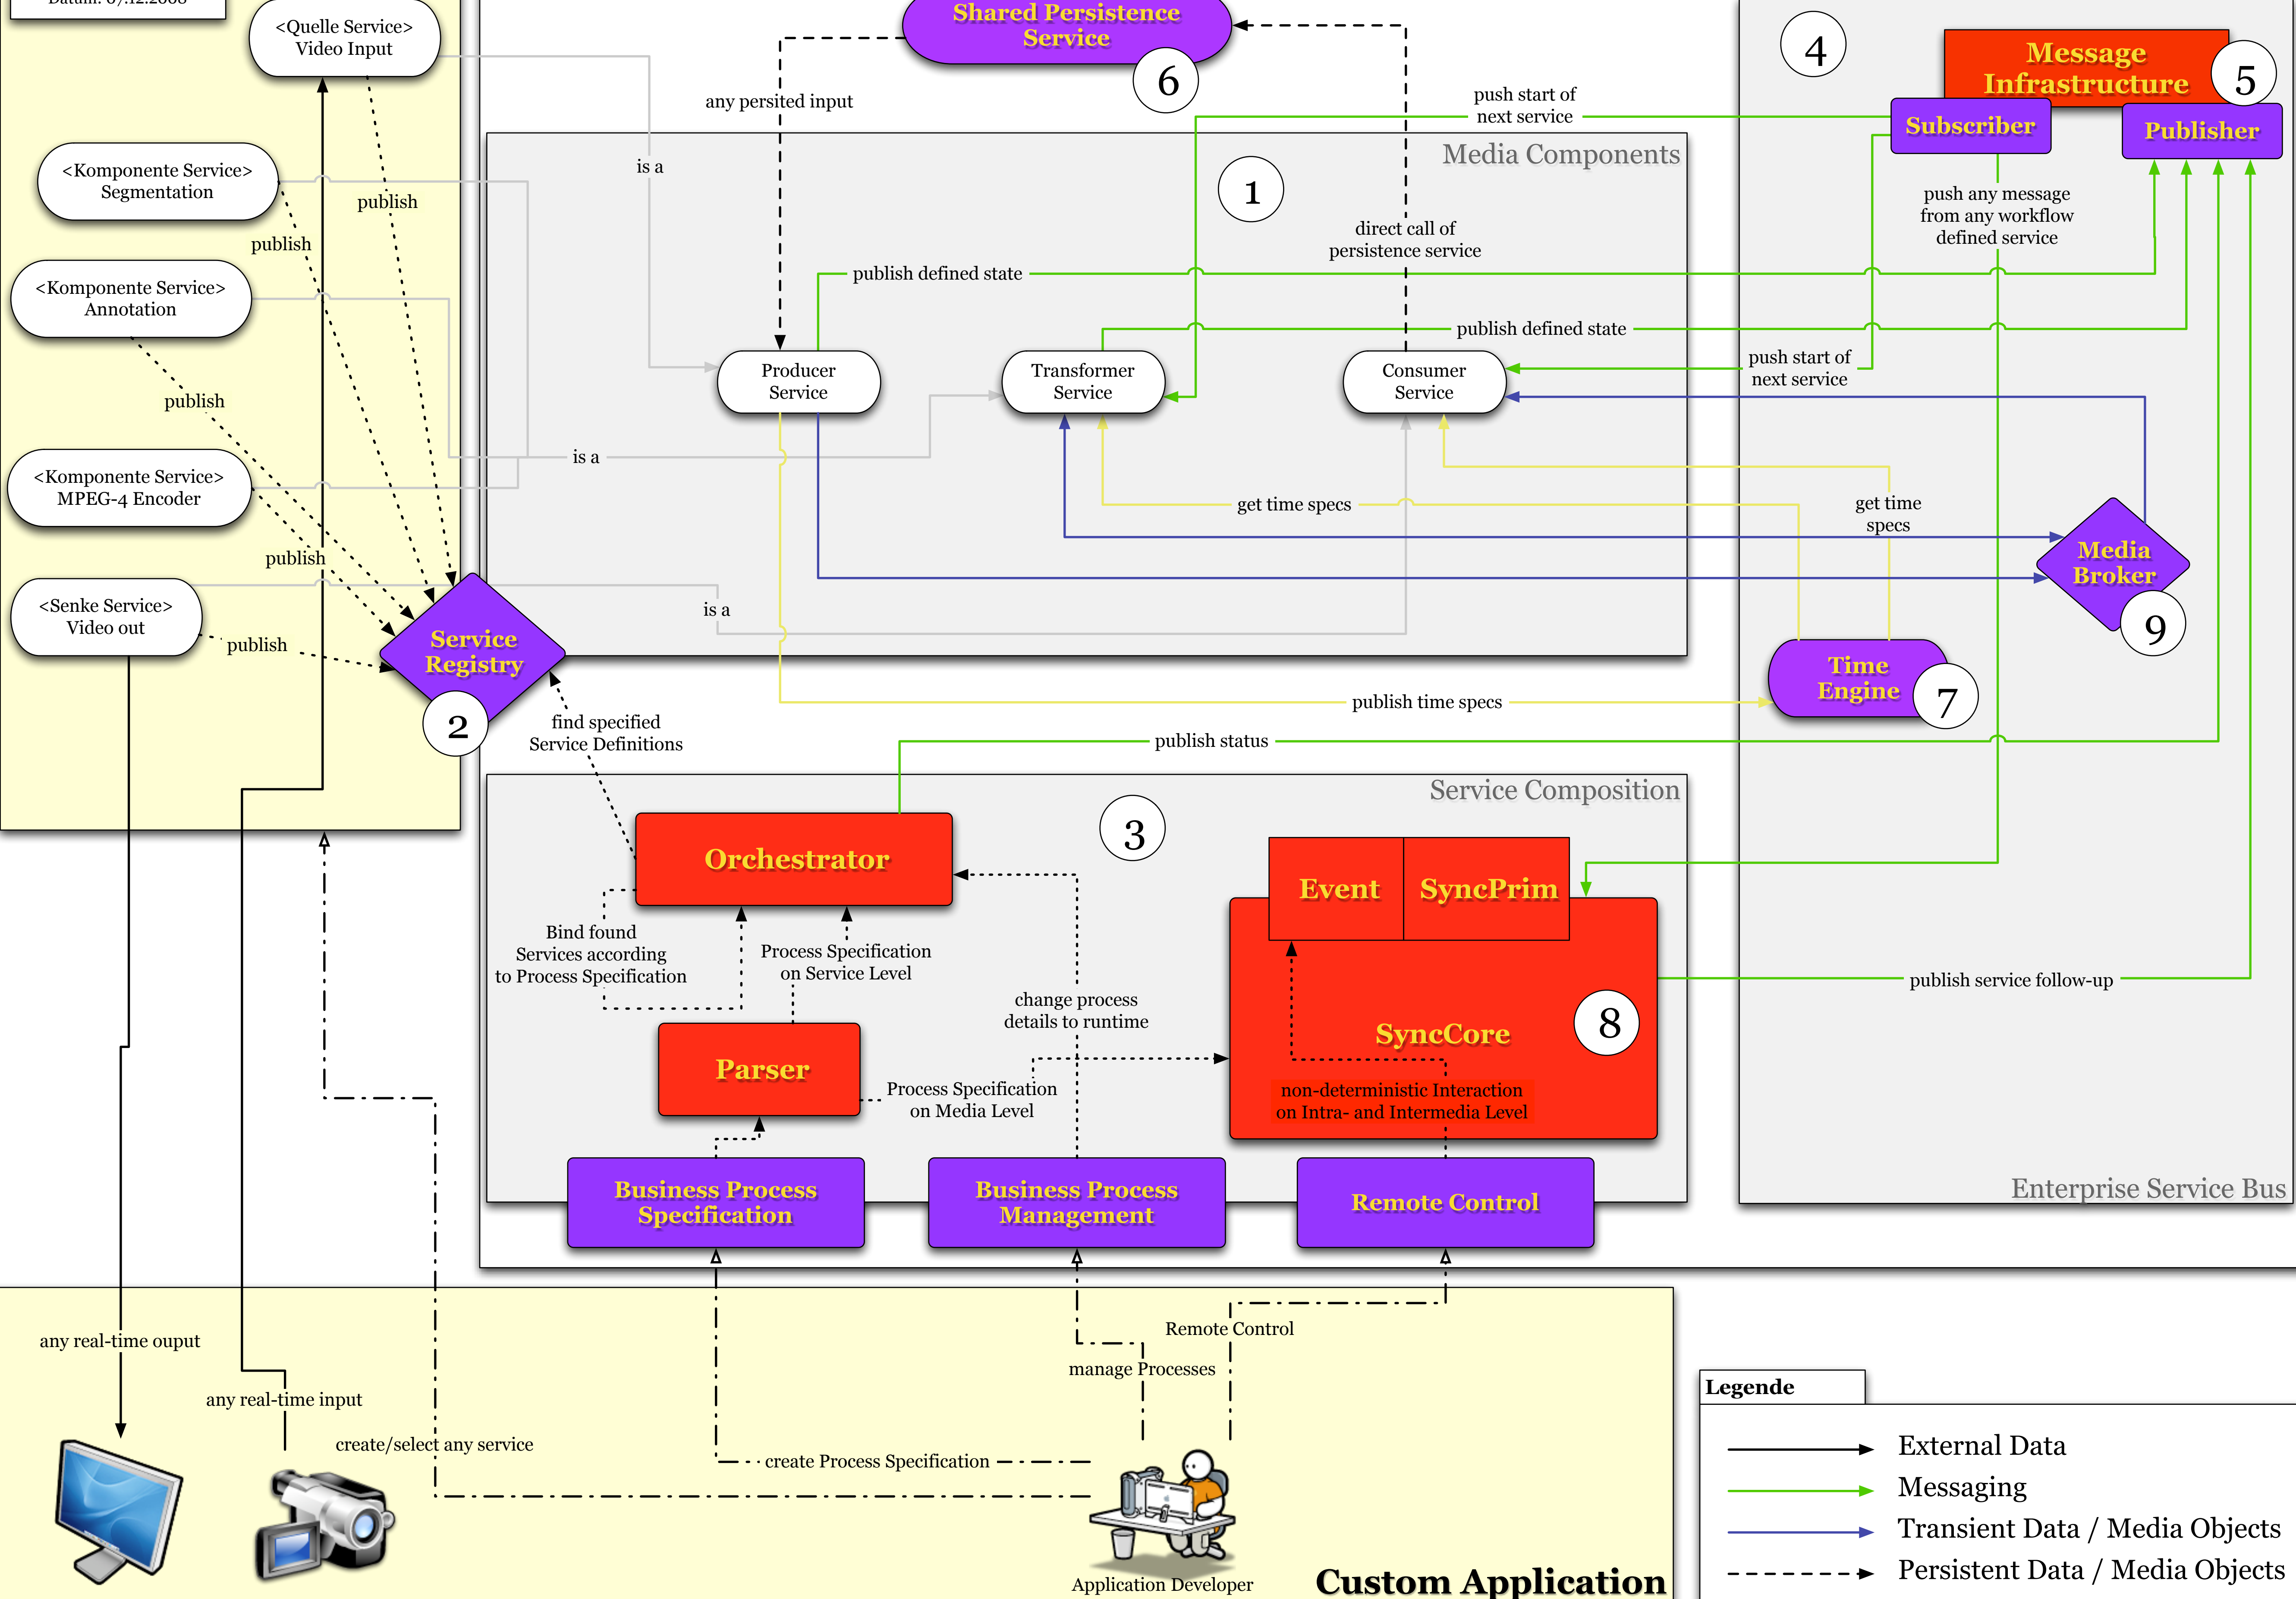 Datum: 07.12.2008
<Quelle Service>
Video Input
Shared Persistence
Service
6
4
Message
Infrastructure
5
Subscriber
Publisher
any persited input
push start of
next service
is a
Media Components
1
<Komponente Service>
Segmentation
publish
publish
push any message
from any workflow
defined service
direct call of
persistence service
publish defined state
<Komponente Service>
Annotation
publish defined state
Producer
Service
Transformer
Service
Consumer
Service
push start of
next service
publish
is a
<Komponente Service>
MPEG-4 Encoder
get time specs
get time
specs
publish
Media
Broker
9
<Senke Service>
Video out
is a
publish
Service
Registry
2
Time
Engine
7
find specified
Service Definitions
publish time specs
publish status
Service Composition
3
Orchestrator
Event
SyncPrim
Bind found
Services according
to Process Specification
Process Specification
on Service Level
publish service follow-up
change process
details to runtime
8
SyncCore
Parser
Process Specification
on Media Level
non-deterministic Interaction
on Intra- and Intermedia Level
Business Process
Specification
Business Process
Management
Remote Control
Enterprise Service Bus
any real-time ouput
Remote Control
manage Processes
any real-time input
create/select any service
create Process Specification
Application Developer
Custom Application
Legende
External Data
Messaging
Transient Data / Media Objects
Persistent Data / Media Objects